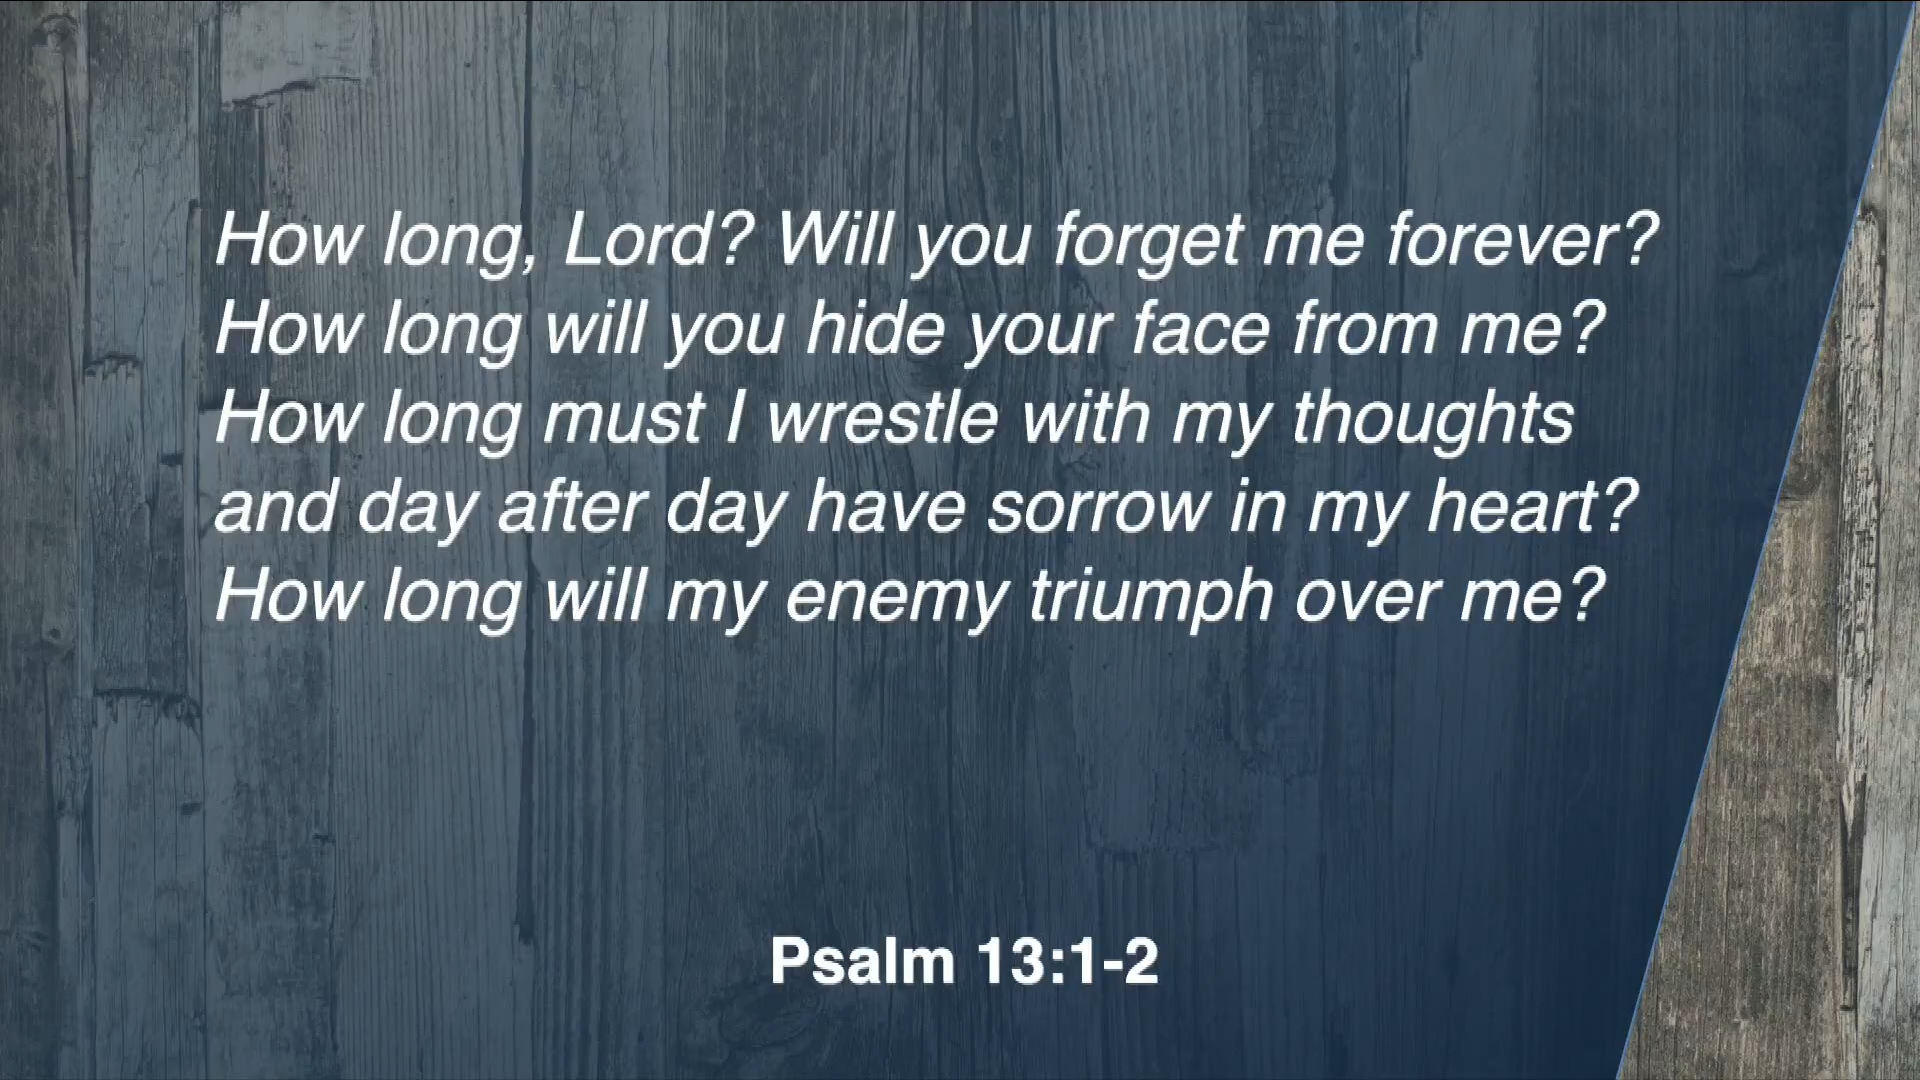 How long, Lord? Will you forget me forever?
How long will you hide your face from me?
How long must I wrestle with my thoughts
and day after day have sorrow in my heart?
How long will my enemy triumph over me?
Psalm 13:1-2